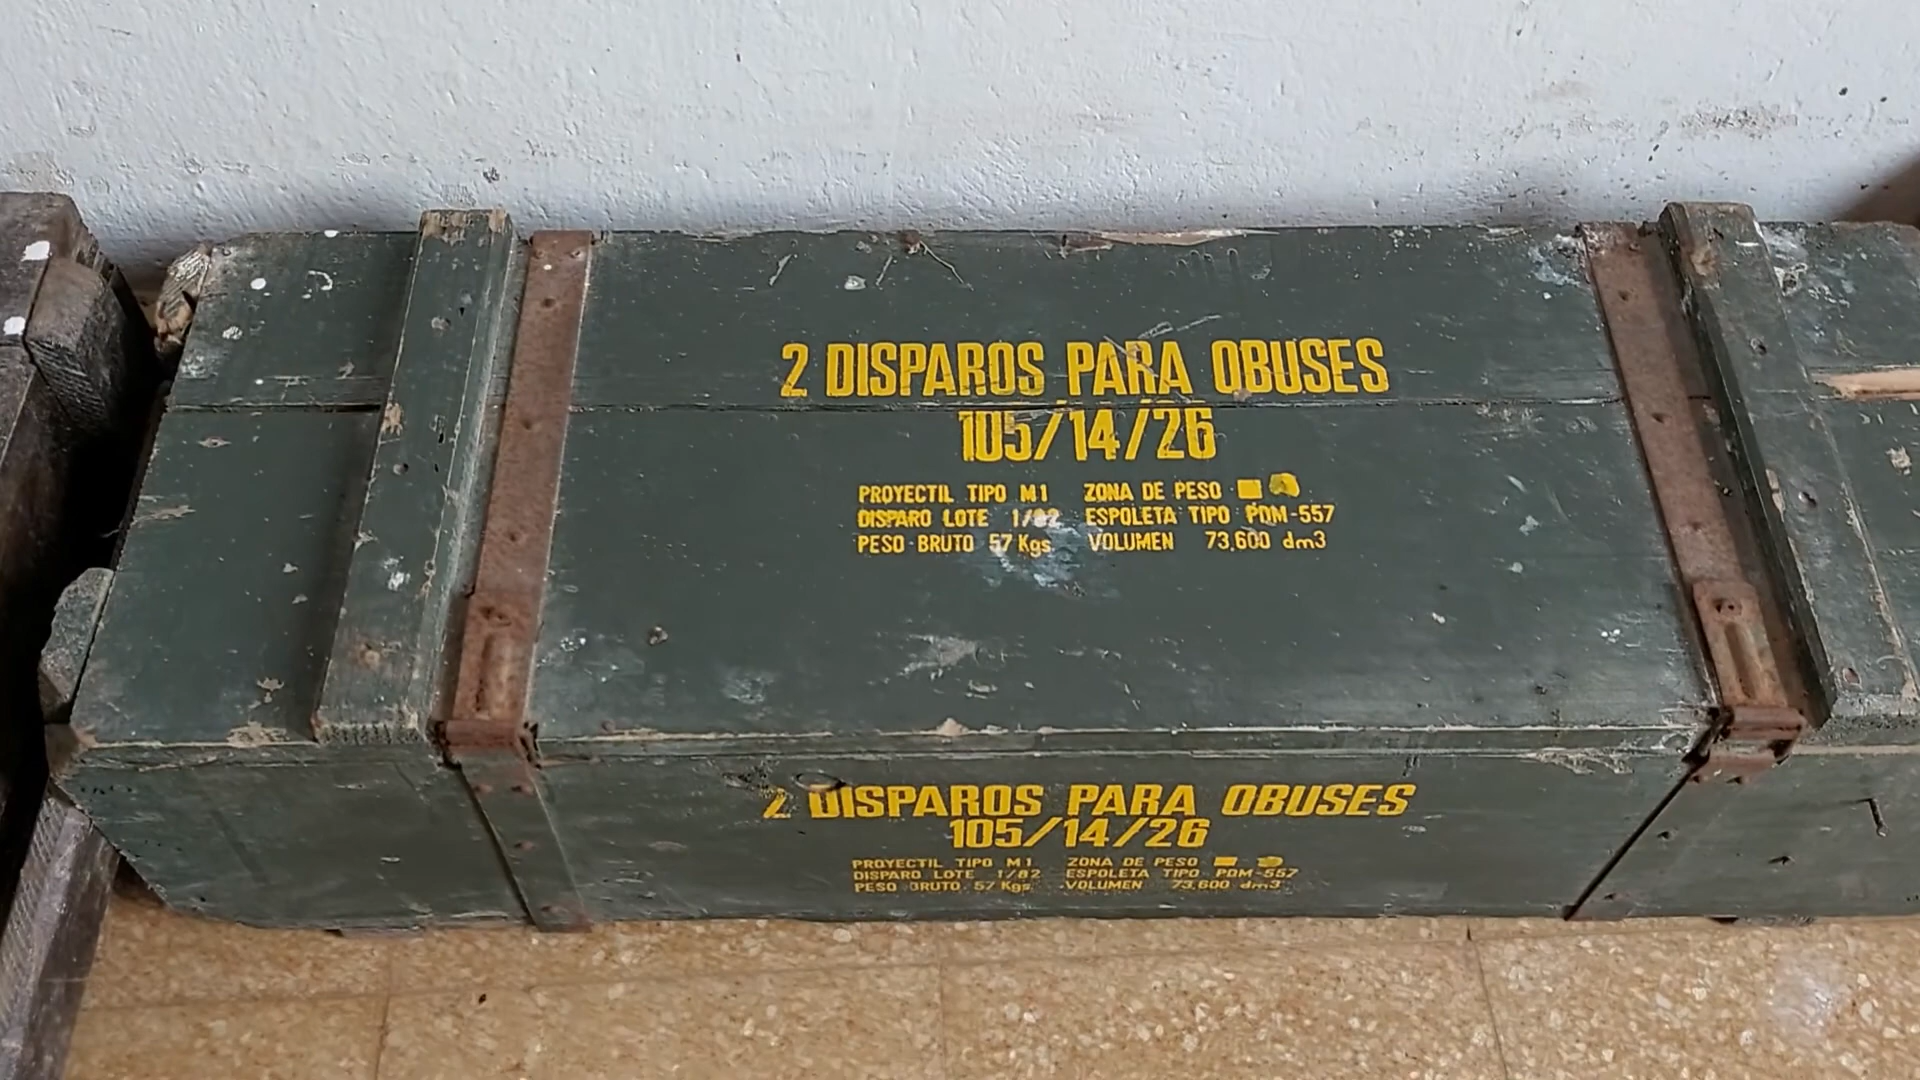 2 DISPAROS PARA OBUSES
105/14/26
PROYECTIL TIPO M1 ZONA DE PESO
DISPARO LOTE 1/82 ESPOLETA TIPO PDM-557
PESO BRUTO 57 Kgs VOLUMEN 73,600 dm3
2 DISPAROS PARA OBUSES
105/14/26
PROYECTIL TIPO M1 ZONA DE PESO
DISPARO LOTE 1/82 ESPOLETA TIPO PDM-557
PESO BRUTO 57 Kgs VOLUMEN 73,600 dm3